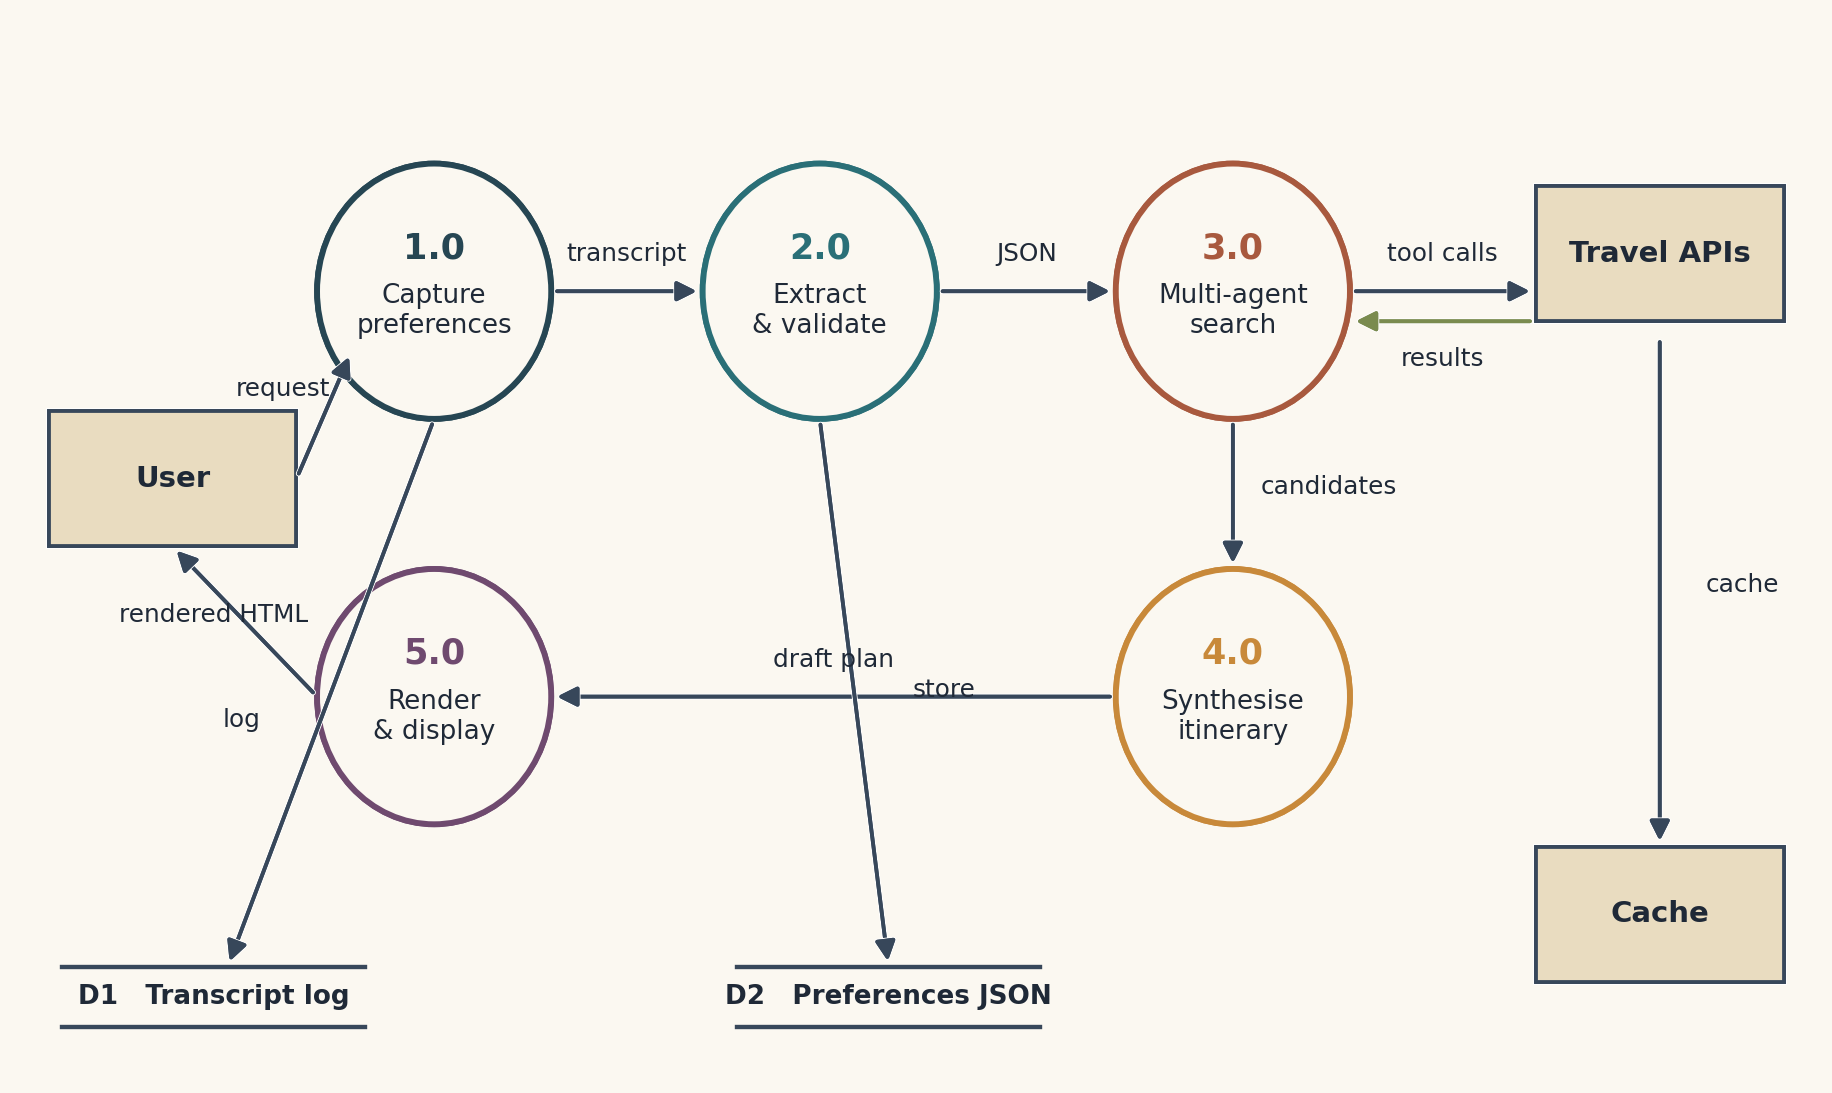 1.0
Capture
preferences
transcript
2.0
Extract
& validate
JSON
3.0
Multi-agent
search
tool calls
Travel APIs
results
request
User
candidates
cache
rendered HTML
5.0
Render
& display
log
draft plan
store
4.0
Synthesise
itinerary
Cache
D1 Transcript log
D2 Preferences JSON